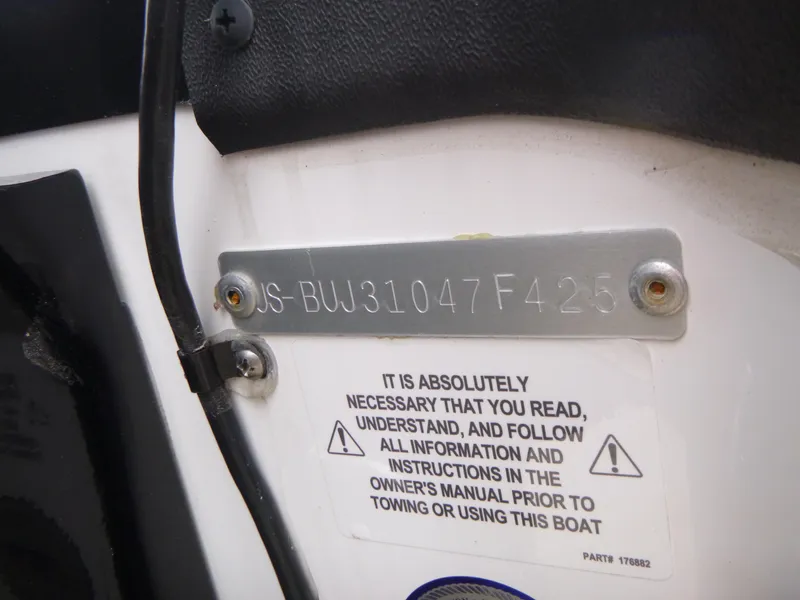 US-BUJ31047F425
IT IS ABSOLUTELY
NECESSARY THAT YOU READ,
UNDERSTAND, AND FOLLOW
ALL INFORMATION AND
INSTRUCTIONS IN THE
OWNER'S MANUAL PRIOR TO
TOWING OR USING THIS BOAT
PART# 176882